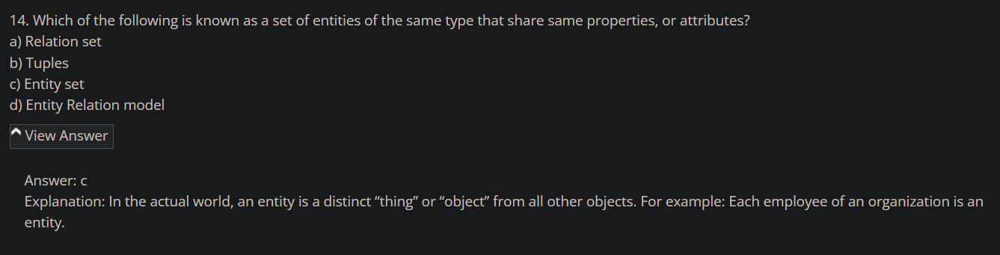 14. Which of the following is known as a set of entities of the same type that share same properties, or attributes?
a) Relation set
b) Tuples
c) Entity set
d) Entity Relation model
View Answer
Answer: c
Explanation: In the actual world, an entity is a distinct “thing” or “object” from all other objects. For example: Each employee of an organization is an
entity.